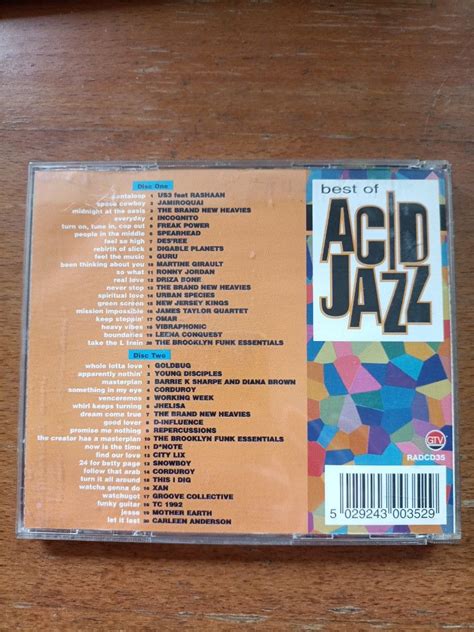 Disc One
cantaloop 1 US3 feat RASHAAN
space cowboy 2 JAMIROQUAI
midnight at the oasis 3 THE BRAND NEW HEAVIES
everyday 4 INCOGNITO
turn on, tune in, cop out 5 FREAK POWER
people in the middle 6 SPEARHEAD
feel so high 7 DES'REE
rebirth of slick 8 DIGABLE PLANETS
feel the music 9 GURU
been thinking about you 10 MARTINE GIRAULT
so what 11 RONNY JORDAN
real love 12 DRIZA BONE
never stop 13 THE BRAND NEW HEAVIES
spiritual love 14 URBAN SPECIES
green screen 15 NEW JERSEY KINGS
mission impossible 16 JAMES TAYLOR QUARTET
keep steppin' 17 OMAR
heavy vibes 18 VIBRAPHONIC
boundaries 19 LEENA CONQUEST
take the L train 20 THE BROOKLYN FUNK ESSENTIALS
Disc Two
whole lotta love 1 GOLDBUG
apparently nothin' 2 YOUNG DISCIPLES
masterplan 3 BARRIE K SHARPE AND DIANA BROWN
something in my eye 4 CORDUROY
venceremos 5 WORKING WEEK
whirl keeps turning 6 JHELISA
dream come true 7 THE BRAND NEW HEAVIES
good lover 8 D-INFLUENCE
promise me nothing 9 REPERCUSSIONS
the creator has a masterplan 10 THE BROOKLYN FUNK ESSENTIALS
now is the time 11 D*NOTE
find our love 12 CITY LIX
24 for betty page 13 SNOWBOY
follow that arab 14 CORDUROY
turn it all around 15 THIS I DIG
watcha gonna do 16 XAN
watchugot 17 GROOVE COLLECTIVE
funky guitar 18 TC 1992
jesse 19 MOTHER EARTH
let it last 20 CARLEEN ANDERSON
best of
ACID
JAZZ
GTV
RADCD35
5 029243 003529